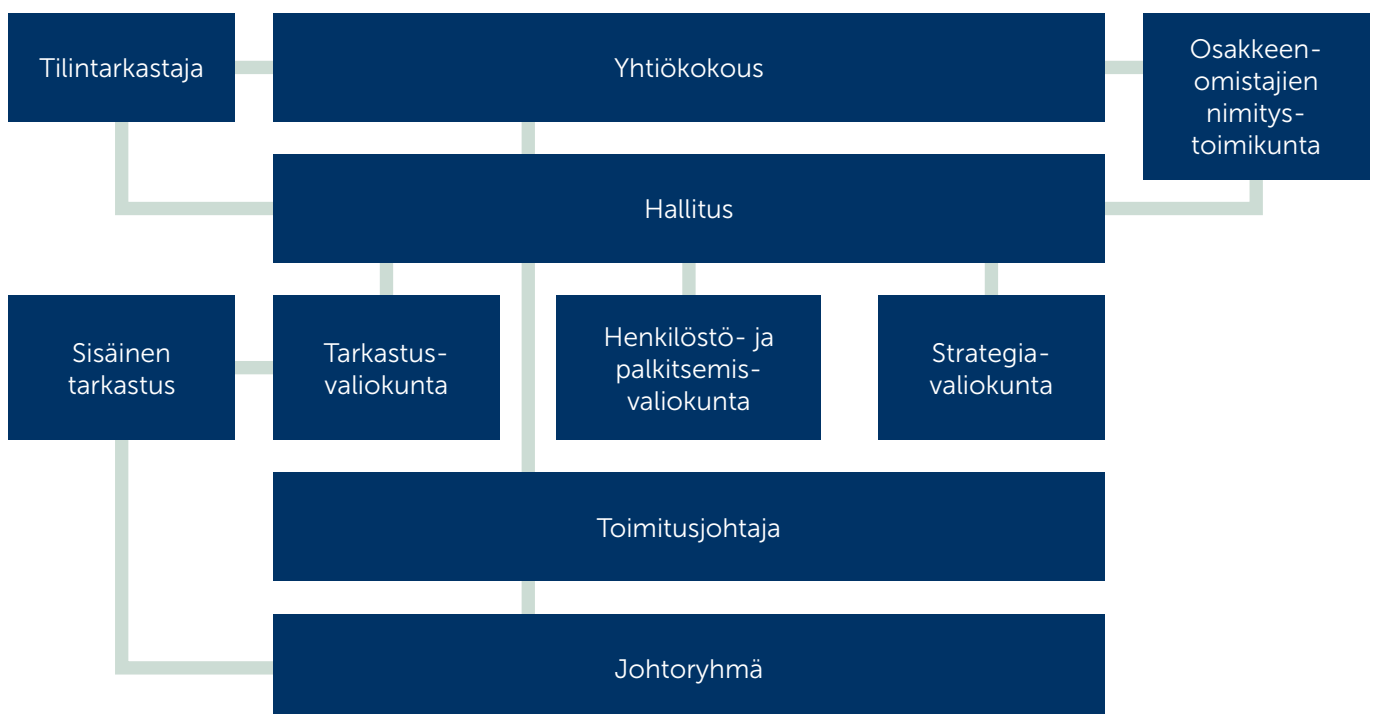 Tilintarkastaja
Yhtiökokous
Osakkeen-
omistajien
nimitys-
toimikunta
Hallitus
Sisäinen
tarkastus
Tarkastus-
valiokunta
Henkilöstö- ja
palkitsemis-
valiokunta
Strategia-
valiokunta
Toimitusjohtaja
Johtoryhmä